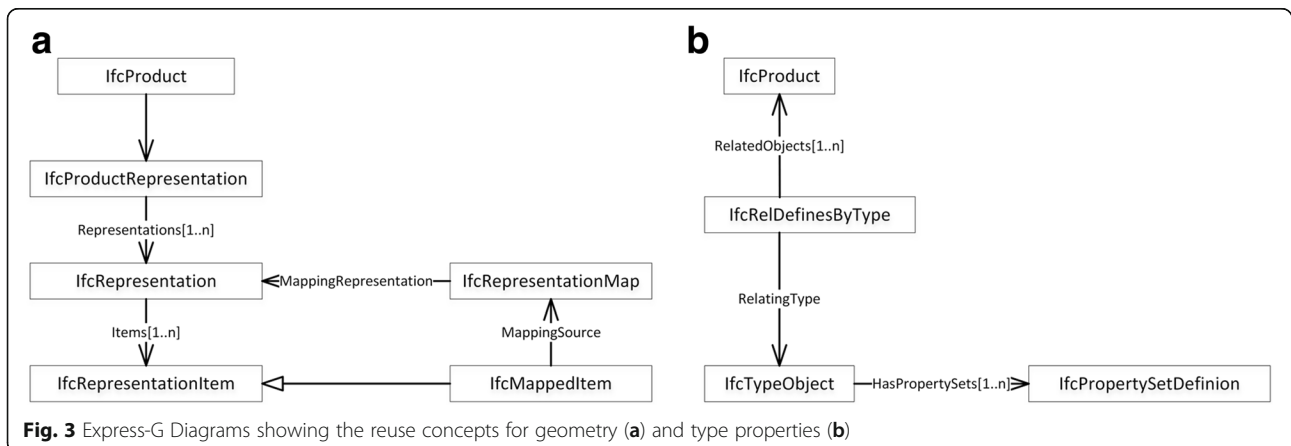 a
IfcProduct
IfcProductRepresentation
Representations[1..n]
IfcRepresentation
MappingRepresentation
IfcRepresentationMap
Items[1..n]
MappingSource
IfcRepresentationItem
IfcMappedItem
b
IfcProduct
RelatedObjects[1..n]
IfcRelDefinesByType
RelatingType
IfcTypeObject
HasPropertySets[1..n]
IfcPropertySetDefinion
Fig. 3 Express-G Diagrams showing the reuse concepts for geometry (a) and type properties (b)